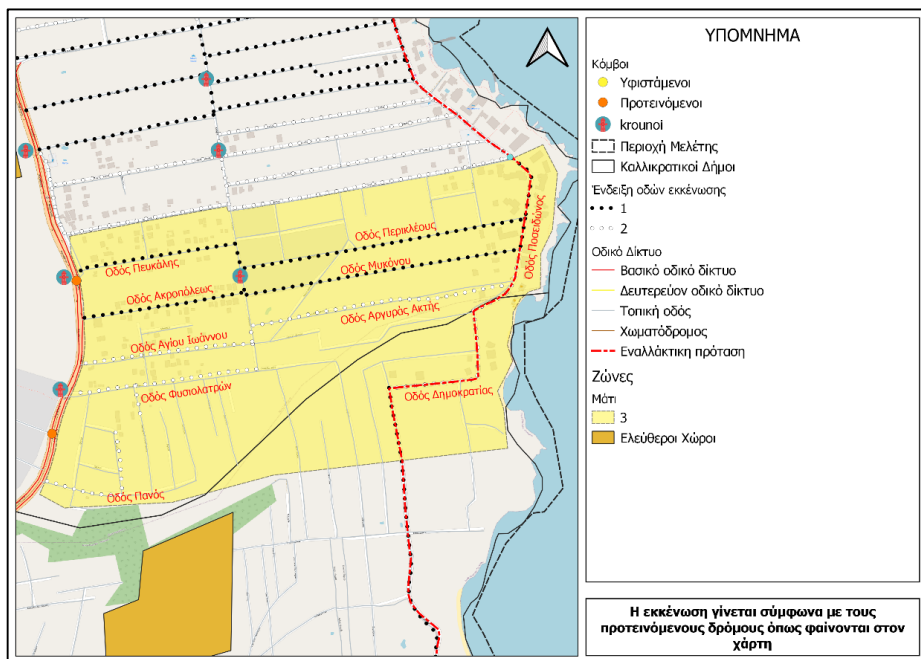 ΥΠΟΜΝΗΜΑ
Κόμβοι
Υφιστάμενοι
Προτεινόμενοι
krounoi
Περιοχή Μελέτης
Καλλικρατικοί Δήμοι
Ένδειξη οδών εκκένωσης
1
2
Οδικό Δίκτυο
Βασικό οδικό δίκτυο
Δευτερεύον οδικό δίκτυο
Τοπική οδός
Χωματόδρομος
Εναλλάκτική πρόταση
Ζώνες
Μάτι
3
Ελεύθεροι Χώροι
Η εκκένωση γίνεται σύμφωνα με τους
προτεινόμενους δρόμους όπως φαίνονται στον
χάρτη
Οδός Περικλέους
Οδός Ποσειδώνος
Οδός Πευκάλης
Οδός Μυκόνου
Οδός Ακροπόλεως
Οδός Αργυρός Ακτής
Οδός Αγίου Ιωάννου
Οδός Φυσιολατρών
Οδός Δημοκρατίας
Οδός Πανός